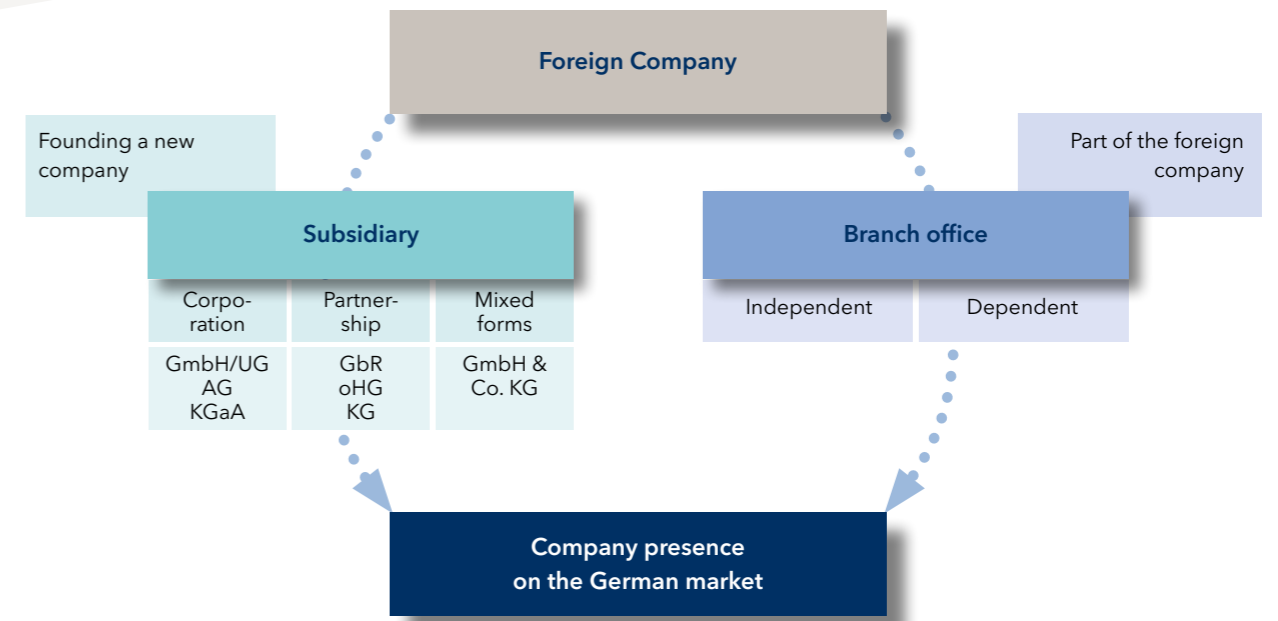 Foreign Company
Founding a new
company
Part of the foreign
company
Subsidiary
Branch office
Corpo-
ration
Partner-
ship
Mixed
forms
Independent
Dependent
GmbH/UG
AG
KGaA
GbR
oHG
KG
GmbH &
Co. KG
Company presence
on the German market